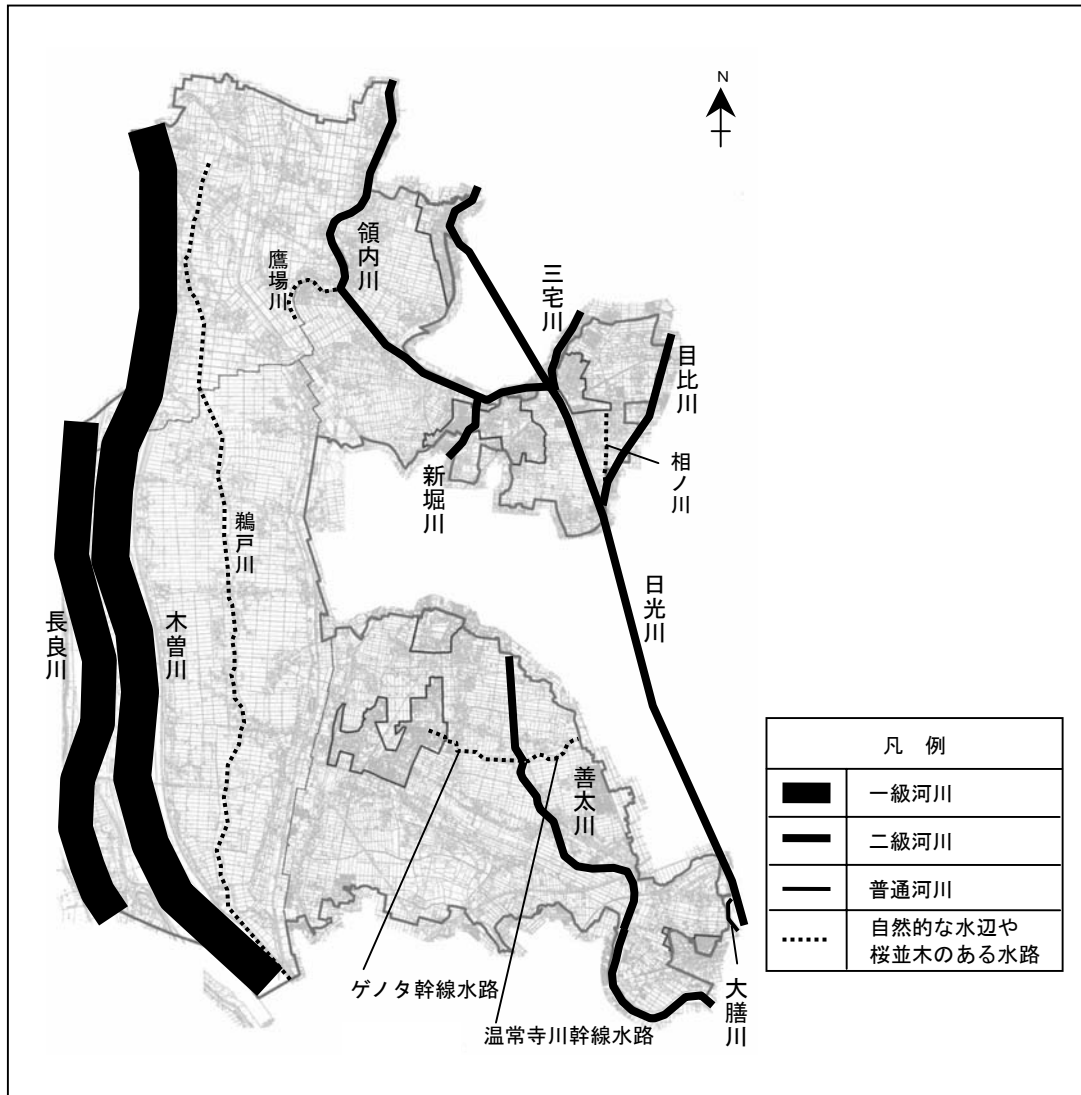 N
領内川
鷹場川
三宅川
目比川
新堀川
相ノ川
鵜戸川
日光川
長良川
木曽川
善太川
ゲノタ幹線水路
温常寺川幹線水路
大膳川
凡 例
一級河川
二級河川
普通河川
自然的な水辺や
桜並木のある水路